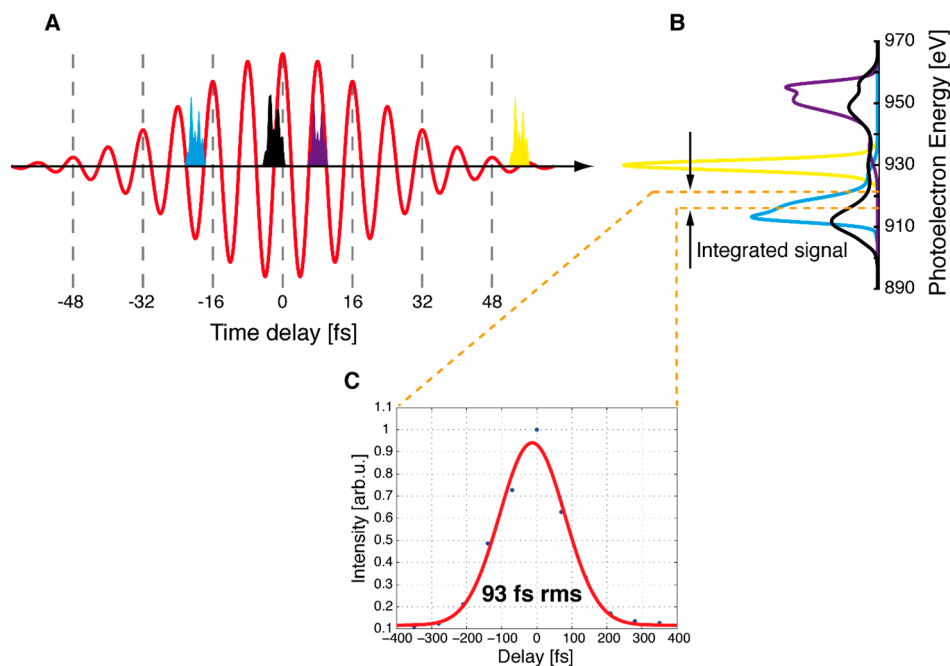 A
-48
-32
-16
0
16
32
48
Time delay [fs]
B
970
950
930
910
890
Photoelectron Energy [eV]
Integrated signal
C
1.1
1
0.9
0.8
0.7
0.6
0.5
0.4
0.3
0.2
0.1
Intensity [arb.u.]
93 fs rms
−400 −300 −200 −100 0 100 200 300 400
Delay [fs]